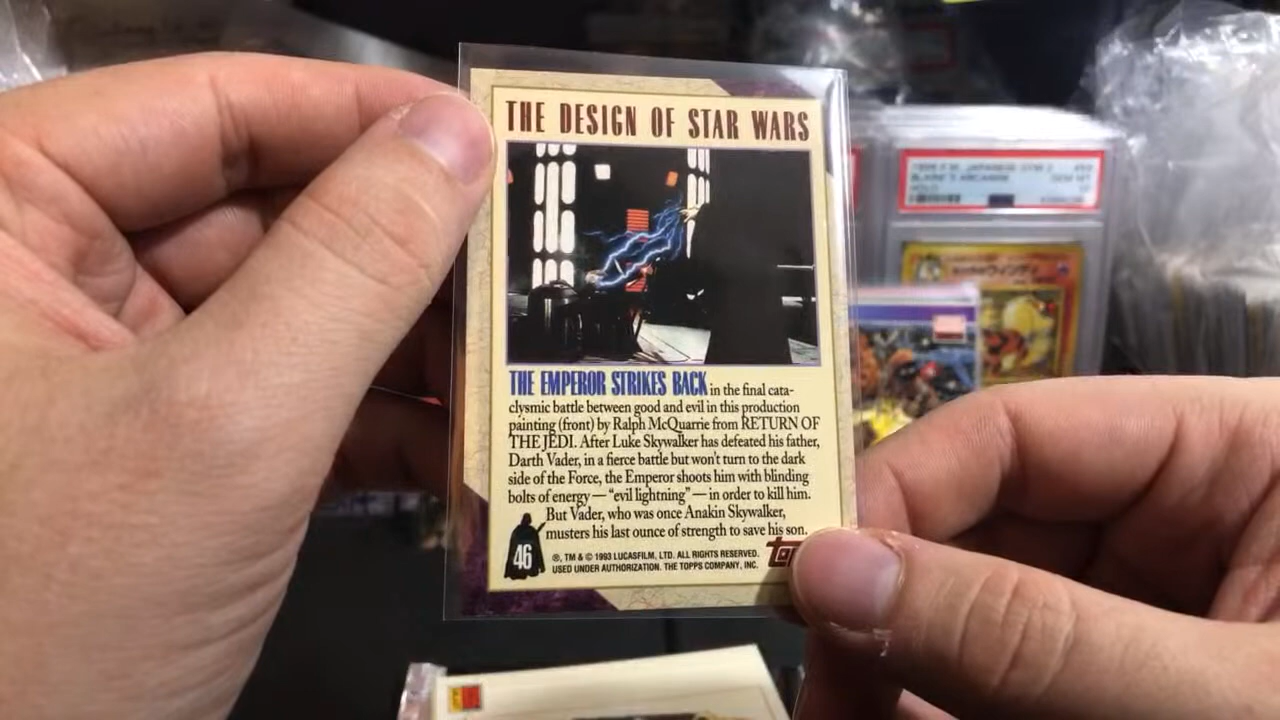 THE DESIGN OF STAR WARS
THE EMPEROR STRIKES BACK in the final cata-
clysmic battle between good and evil in this production
painting (front) by Ralph McQuarrie from RETURN OF
THE JEDI. After Luke Skywalker has defeated his father,
Darth Vader, in a fierce battle but won't turn to the dark
side of the Force, the Emperor shoots him with blinding
bolts of energy — "evil lightning" — in order to kill him.
But Vader, who was once Anakin Skywalker,
musters his last ounce of strength to save his son.
46
®, TM & © 1993 LUCASFILM, LTD. ALL RIGHTS RESERVED.
USED UNDER AUTHORIZATION. THE TOPPS COMPANY, INC.